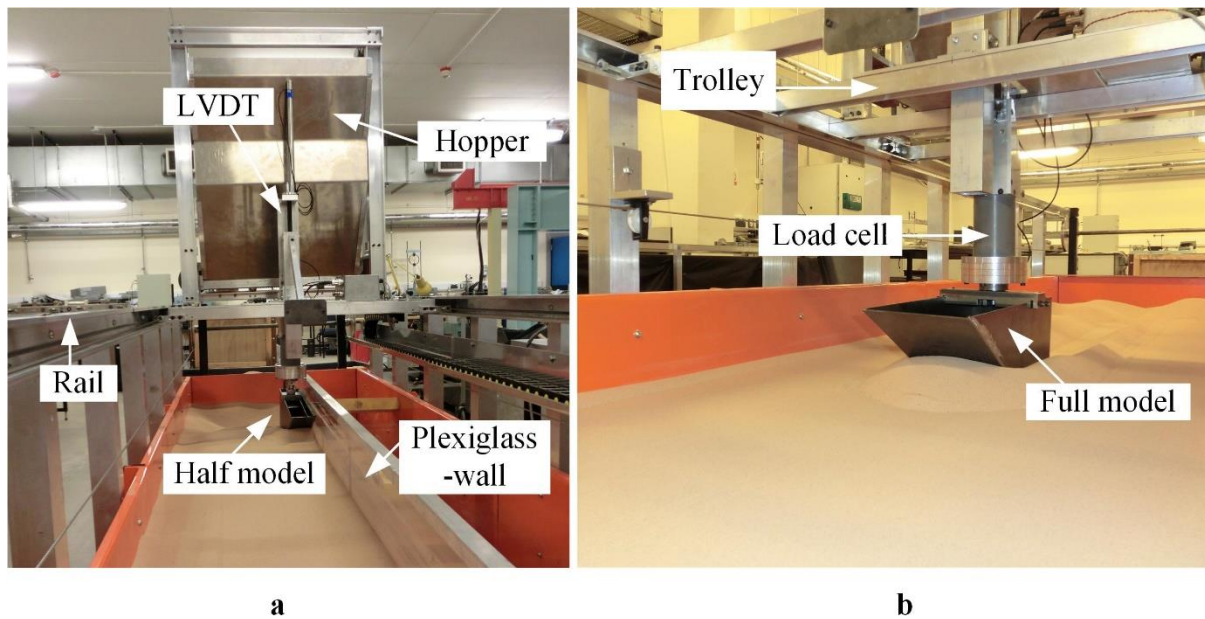 LVDT
Hopper
Rail
Half model
Plexiglass
-wall
a
Trolley
Load cell
Full model
b